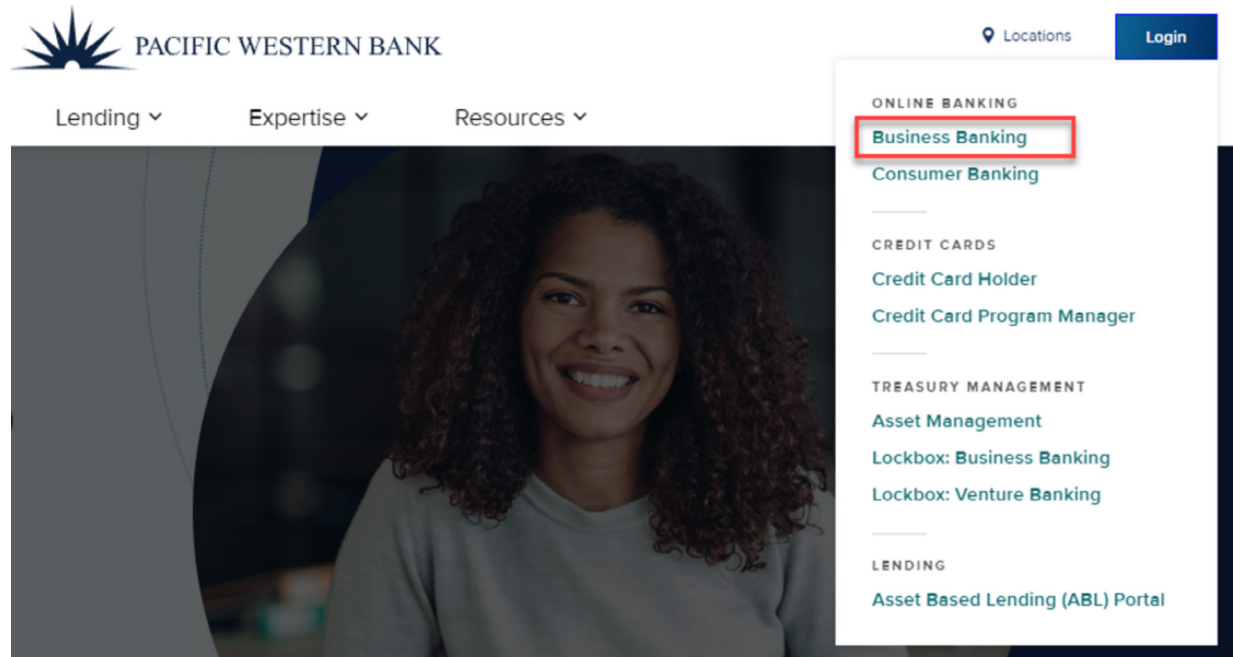 PACIFIC WESTERN BANK
Locations
Login
Lending
Expertise
Resources
ONLINE BANKING
Business Banking
Consumer Banking
CREDIT CARDS
Credit Card Holder
Credit Card Program Manager
TREASURY MANAGEMENT
Asset Management
Lockbox: Business Banking
Lockbox: Venture Banking
LENDING
Asset Based Lending (ABL) Portal